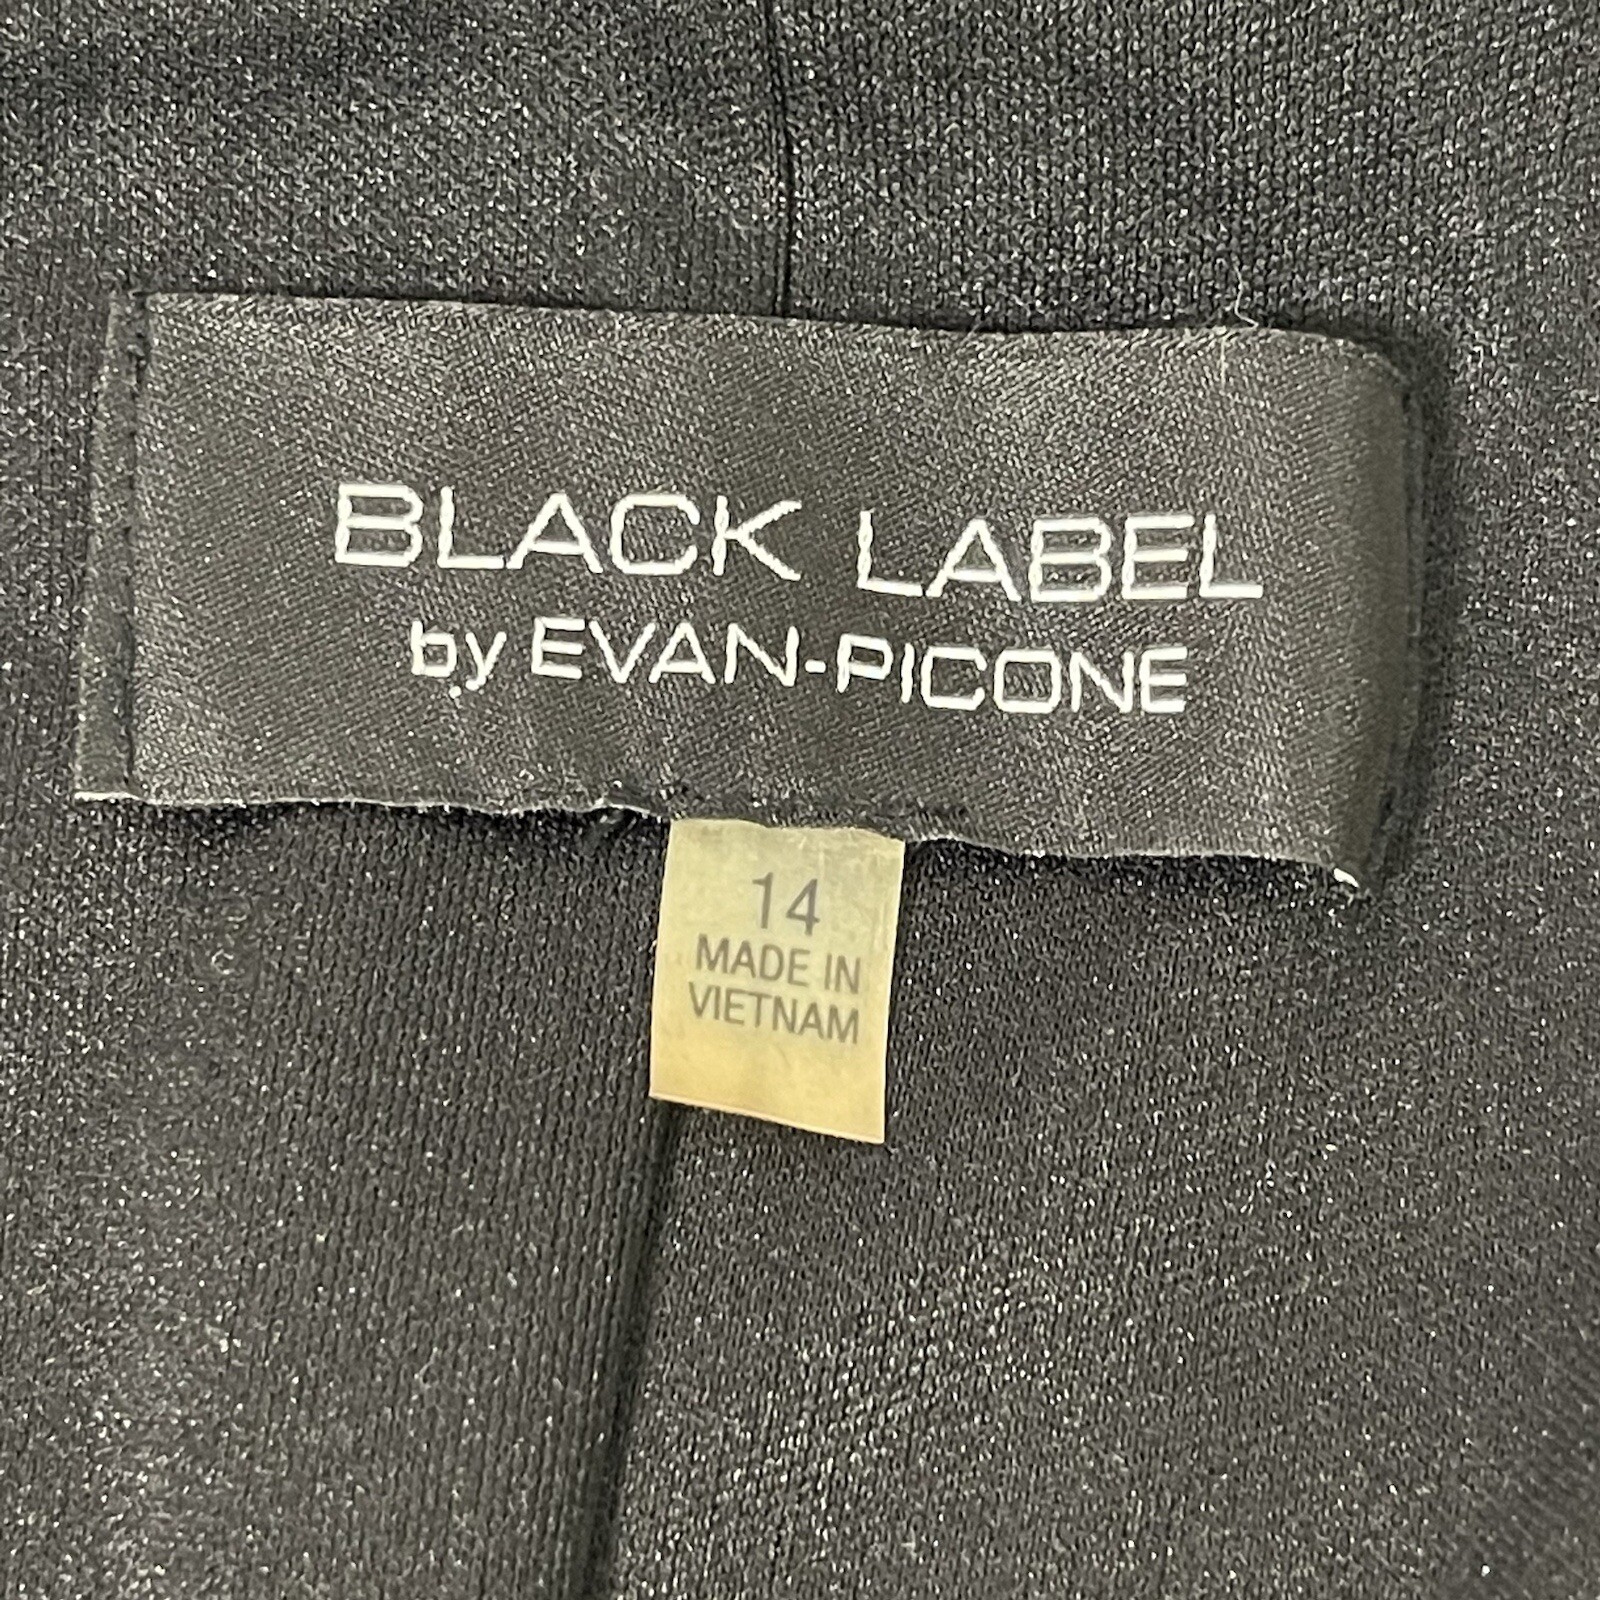 BLACK LABEL
by EVAN-PICONE
14
MADE IN
VIETNAM